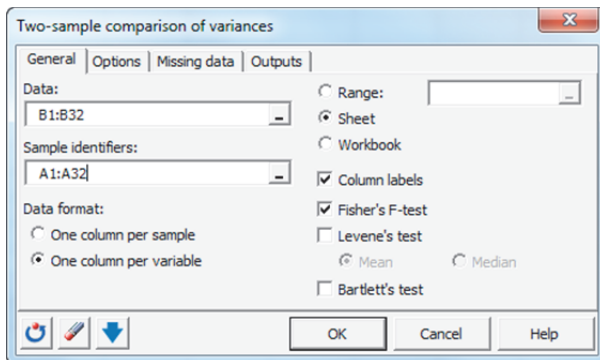 Two-sample comparison of variances
General Options Missing data Outputs
Data:
B1:B32
Sample identifiers:
A1:A32
Data format:
One column per sample
One column per variable
Range:
Sheet
Workbook
Column labels
Fisher's F-test
Levene's test
Mean Median
Bartlett's test
OK Cancel Help